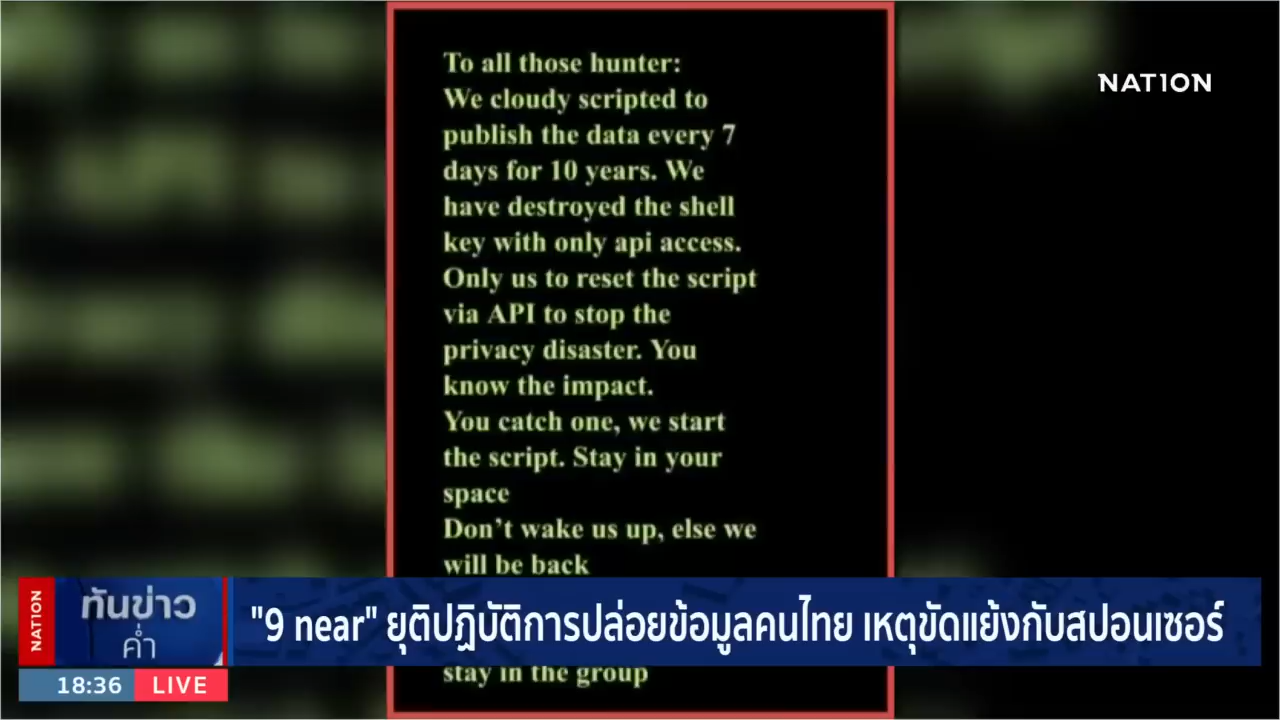 To all those hunter:
We cloudy scripted to
publish the data every 7
days for 10 years. We
have destroyed the shell
key with only api access.
Only us to reset the script
via API to stop the
privacy disaster. You
know the impact.
You catch one, we start
the script. Stay in your
space
Don't wake us up, else we
will be back
stay in the group
NATION
NATION
ทันข่าว
ค่ำ
"9 near" ยุติปฏิบัติการปล่อยข้อมูลคนไทย เหตุขัดแย้งกับสปอนเซอร์
18:36 LIVE